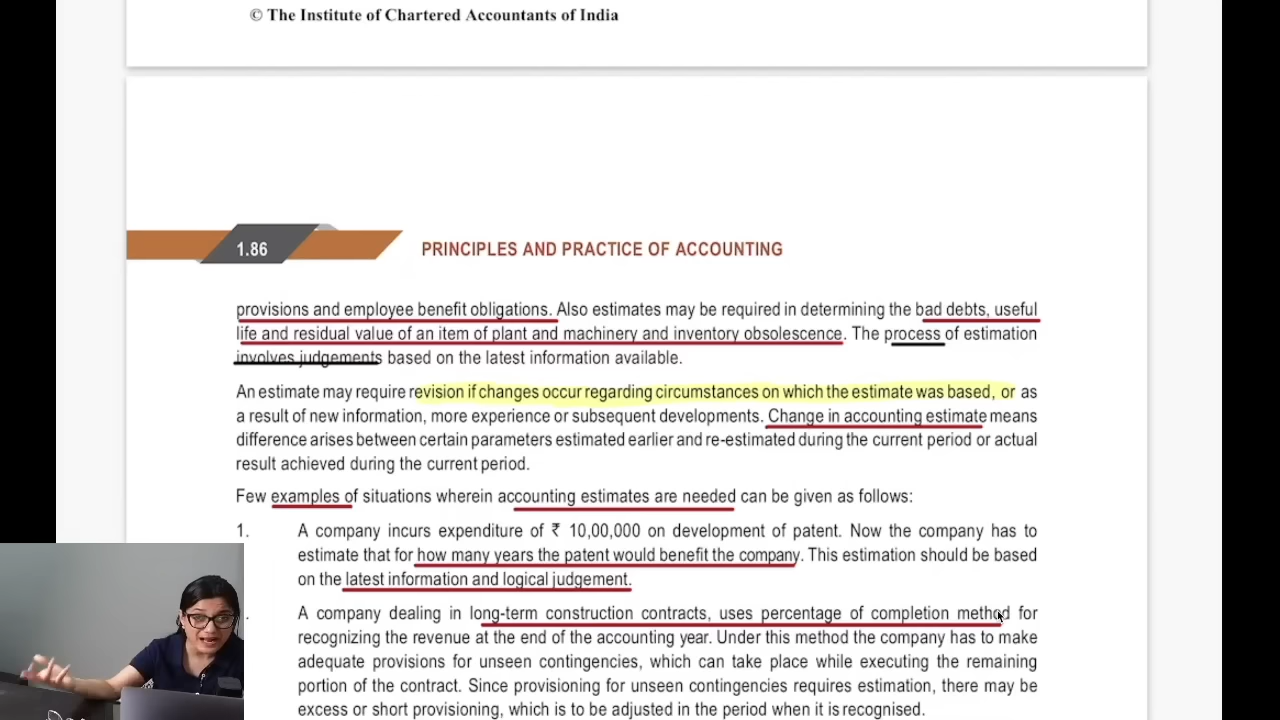 © The Institute of Chartered Accountants of India
1.86
PRINCIPLES AND PRACTICE OF ACCOUNTING
provisions and employee benefit obligations. Also estimates may be required in determining the bad debts, useful
life and residual value of an item of plant and machinery and inventory obsolescence. The process of estimation
involves judgements based on the latest information available.
An estimate may require revision if changes occur regarding circumstances on which the estimate was based, or as
a result of new information, more experience or subsequent developments. Change in accounting estimate means
difference arises between certain parameters estimated earlier and re-estimated during the current period or actual
result achieved during the current period.
Few examples of situations wherein accounting estimates are needed can be given as follows:
1. A company incurs expenditure of ₹ 10,00,000 on development of patent. Now the company has to
estimate that for how many years the patent would benefit the company. This estimation should be based
on the latest information and logical judgement.
A company dealing in long-term construction contracts, uses percentage of completion method for
recognizing the revenue at the end of the accounting year. Under this method the company has to make
adequate provisions for unseen contingencies, which can take place while executing the remaining
portion of the contract. Since provisioning for unseen contingencies requires estimation, there may be
excess or short provisioning, which is to be adjusted in the period when it is recognised.